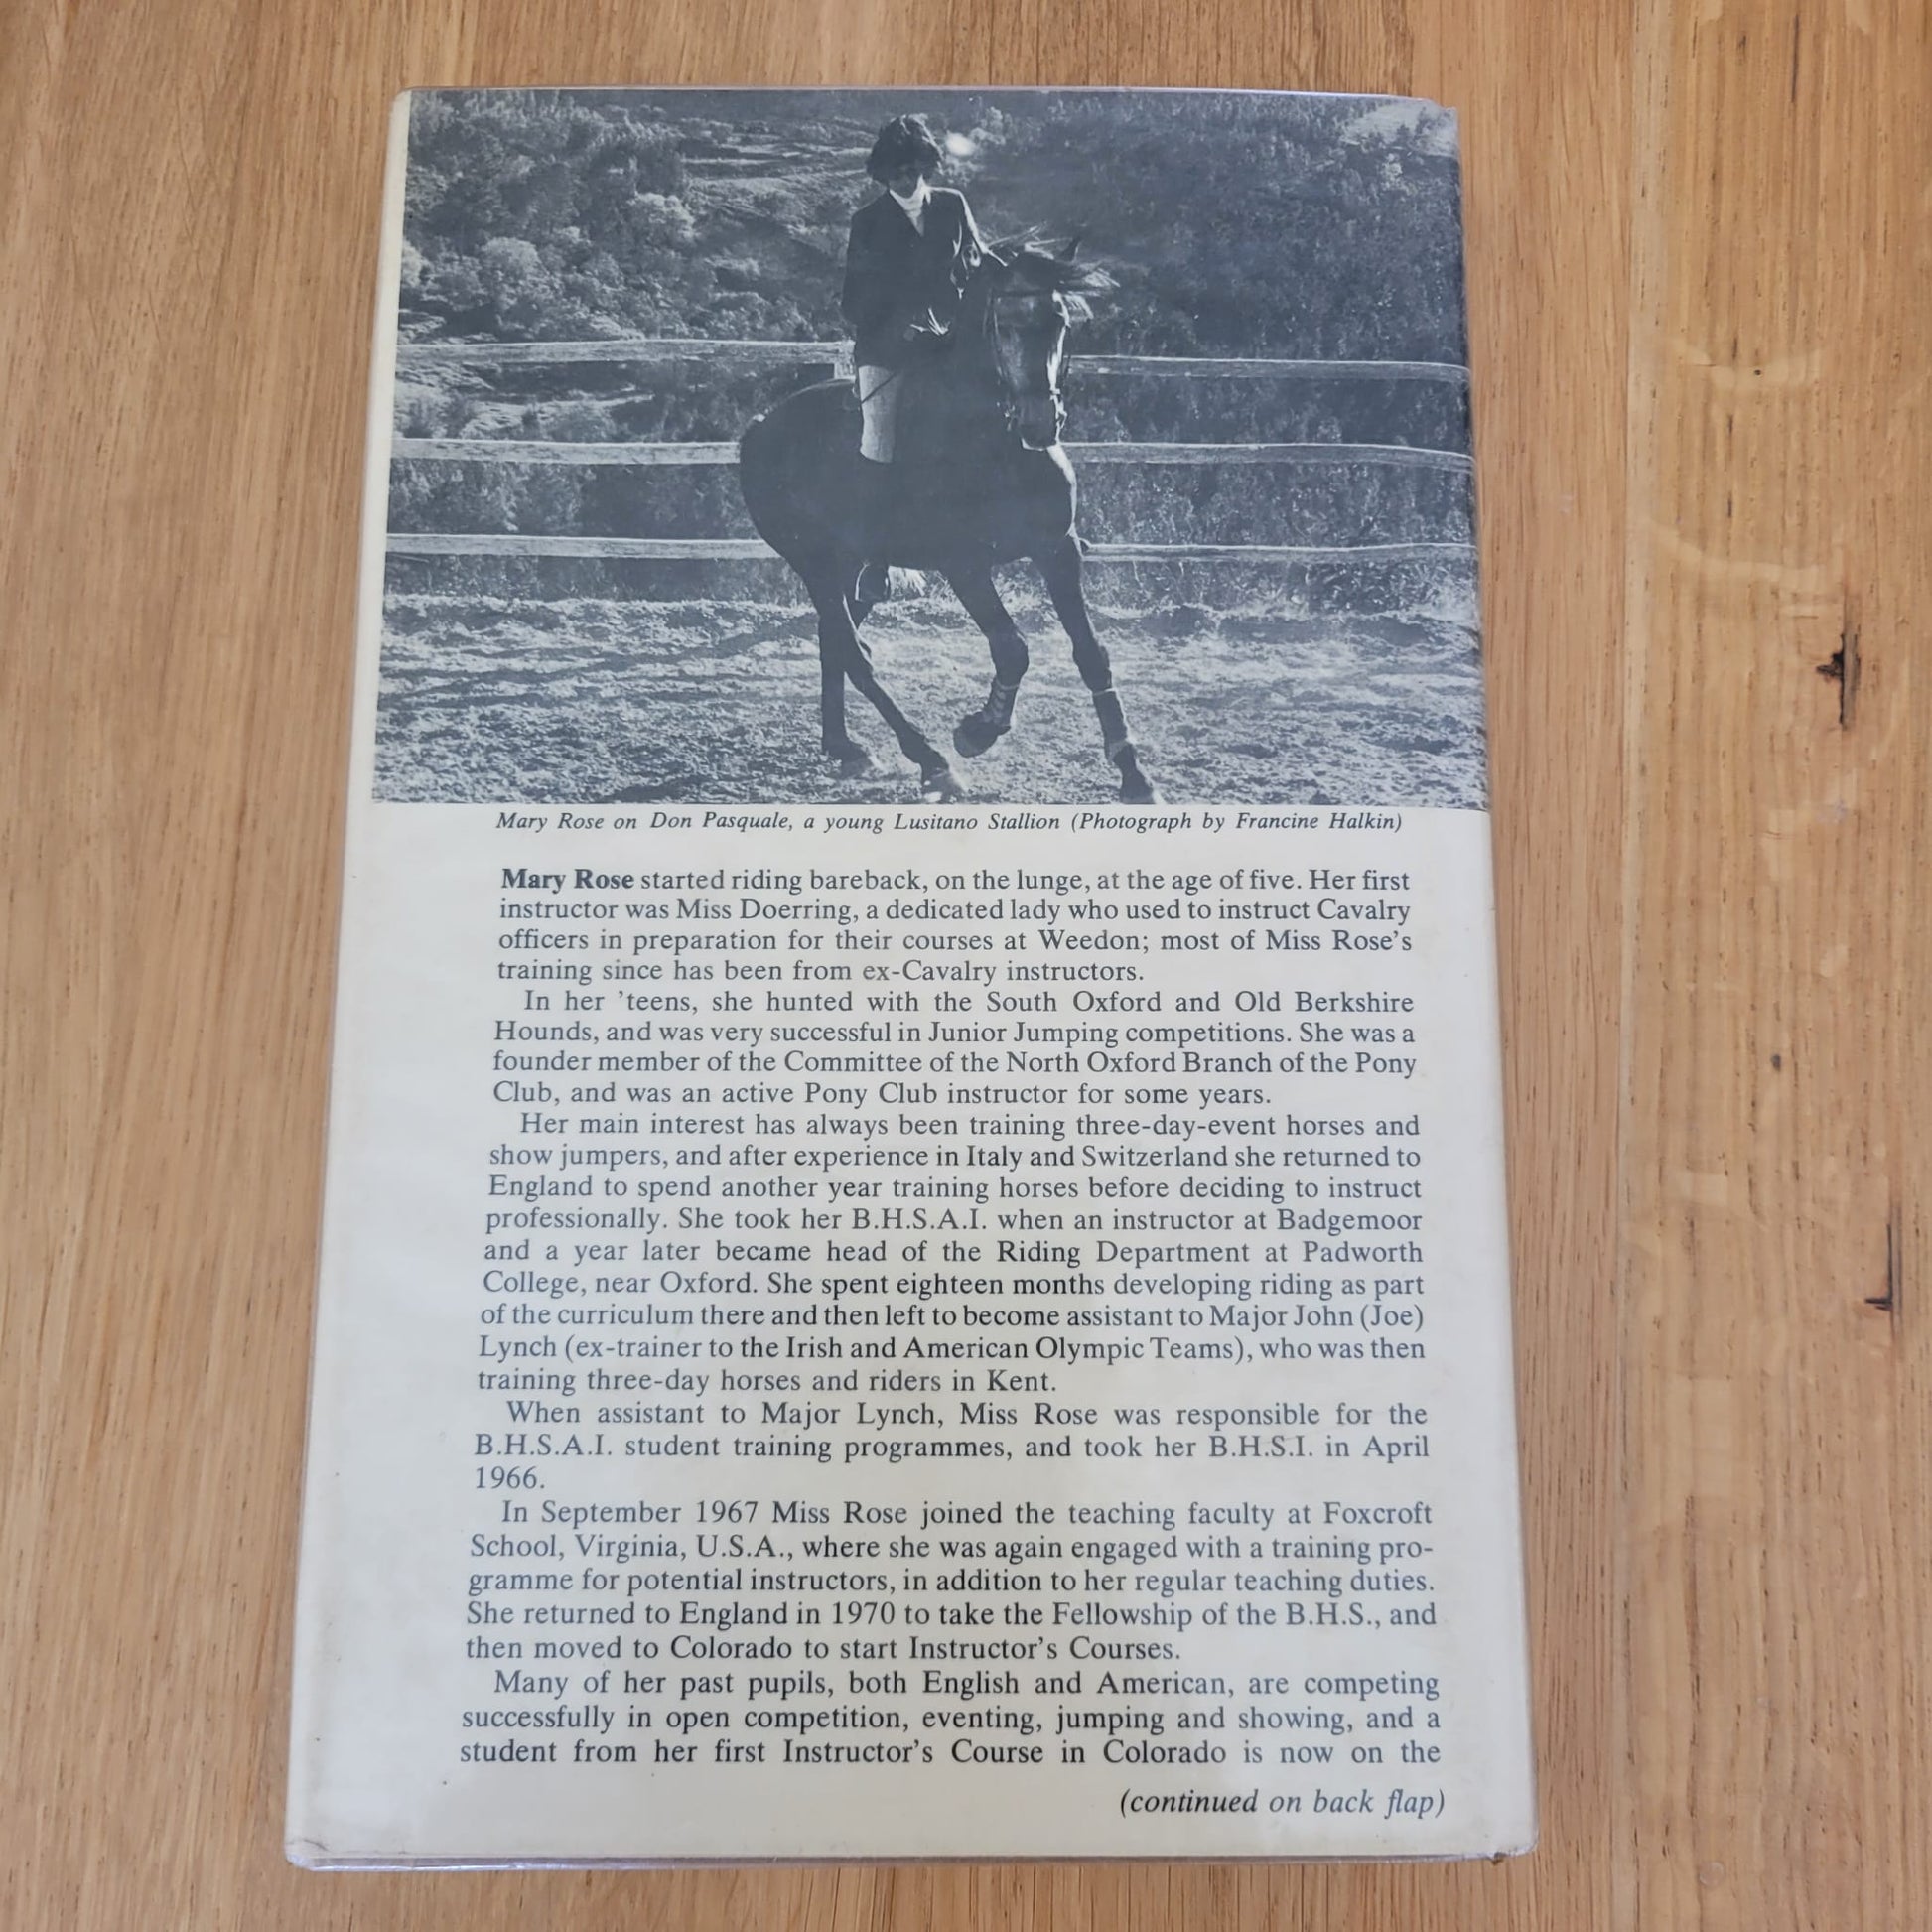 Mary Rose on Don Pasquale, a young Lusitano Stallion (Photograph by Francine Halkin)
Mary Rose started riding bareback, on the lunge, at the age of five. Her first
instructor was Miss Doerring, a dedicated lady who used to instruct Cavalry
officers in preparation for their courses at Weedon; most of Miss Rose's
training since has been from ex-Cavalry instructors.
In her 'teens, she hunted with the South Oxford and Old Berkshire
Hounds, and was very successful in Junior Jumping competitions. She was a
founder member of the Committee of the North Oxford Branch of the Pony
Club, and was an active Pony Club instructor for some years.
Her main interest has always been training three-day-event horses and
show jumpers, and after experience in Italy and Switzerland she returned to
England to spend another year training horses before deciding to instruct
professionally. She took her B.H.S.A.I. when an instructor at Badgemoor
and a year later became head of the Riding Department at Padworth
College, near Oxford. She spent eighteen months developing riding as part
of the curriculum there and then left to become assistant to Major John (Joe)
Lynch (ex-trainer to the Irish and American Olympic Teams), who was then
training three-day horses and riders in Kent.
When assistant to Major Lynch, Miss Rose was responsible for the
B.H.S.A.I. student training programmes, and took her B.H.S.I. in April
1966.
In September 1967 Miss Rose joined the teaching faculty at Foxcroft
School, Virginia, U.S.A., where she was again engaged with a training pro-
gramme for potential instructors, in addition to her regular teaching duties.
She returned to England in 1970 to take the Fellowship of the B.H.S., and
then moved to Colorado to start Instructor's Courses.
Many of her past pupils, both English and American, are competing
successfully in open competition, eventing, jumping and showing, and a
student from her first Instructor's Course in Colorado is now on the
(continued on back flap)